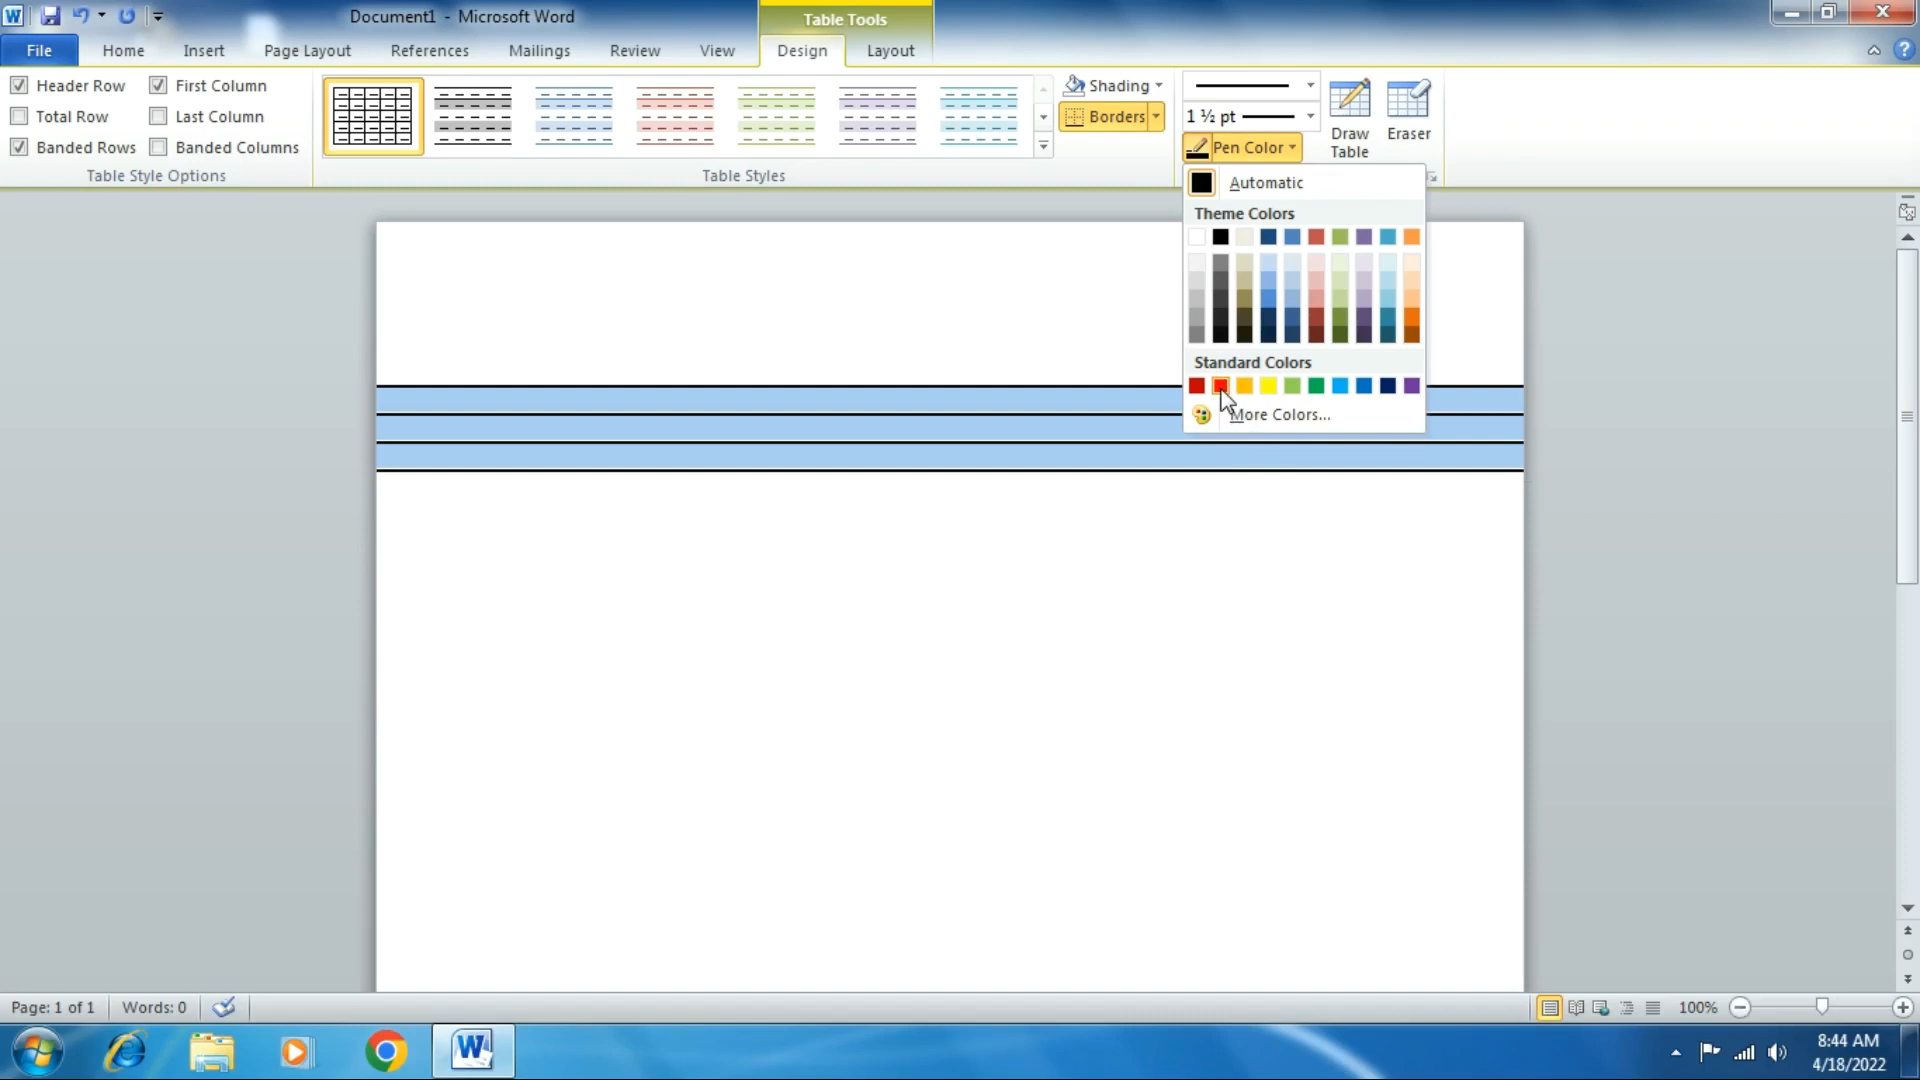 Document1 - Microsoft Word
Table Tools
File Home Insert Page Layout References Mailings Review View Design Layout
Header Row First Column
Total Row Last Column
Banded Rows Banded Columns
Table Style Options
Table Styles
Shading
Borders
1 ½ pt
Pen Color
Draw
Table
Eraser
Automatic
Theme Colors
Standard Colors
More Colors...
Page: 1 of 1 Words: 0
100%
8:44 AM
4/18/2022